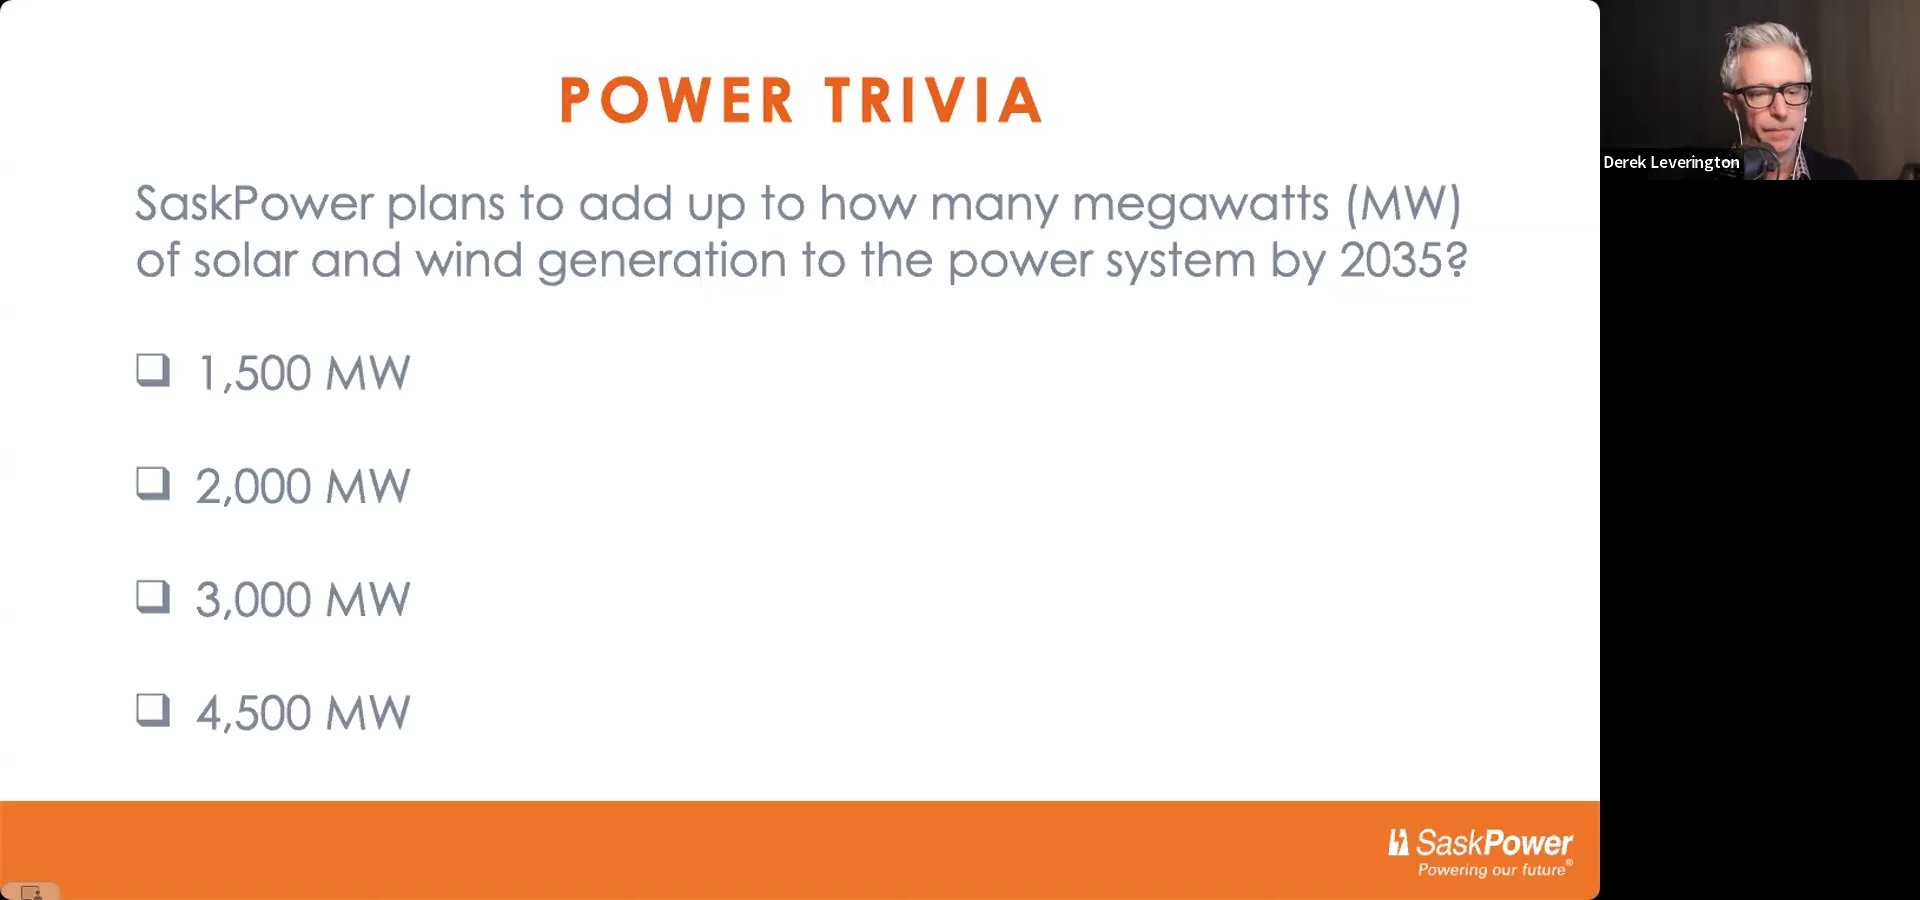 POWER TRIVIA
SaskPower plans to add up to how many megawatts (MW)
of solar and wind generation to the power system by 2035?
1,500 MW
2,000 MW
3,000 MW
4,500 MW
SaskPower
Powering our future®
Derek Leverington